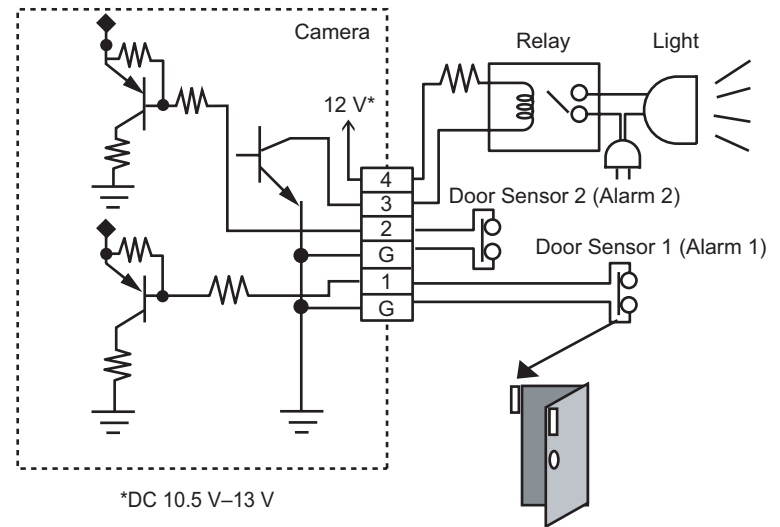 Camera
Relay
Light
12 V*
4
3
Door Sensor 2 (Alarm 2)
2
G
Door Sensor 1 (Alarm 1)
1
G
*DC 10.5 V–13 V